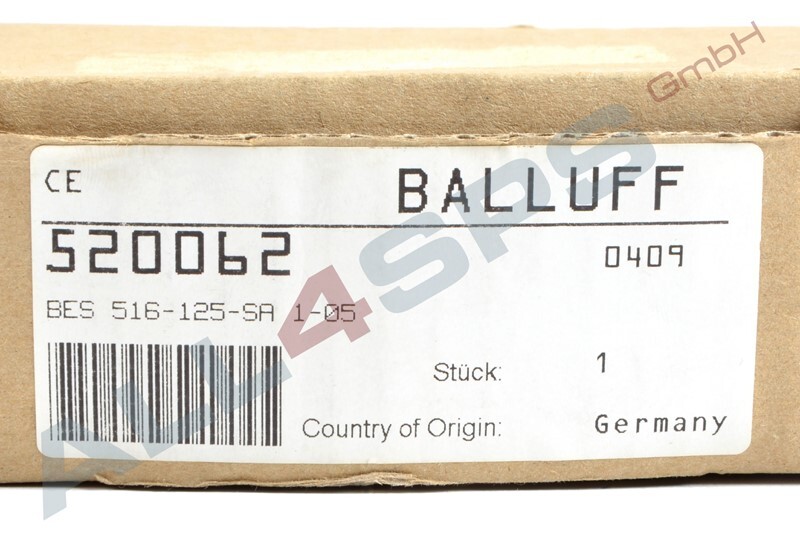 CE BALLUFF
520062 0409
BES 516-125-SA 1-05
Stück: 1
Country of Origin: Germany
ALL4SPS GmbH